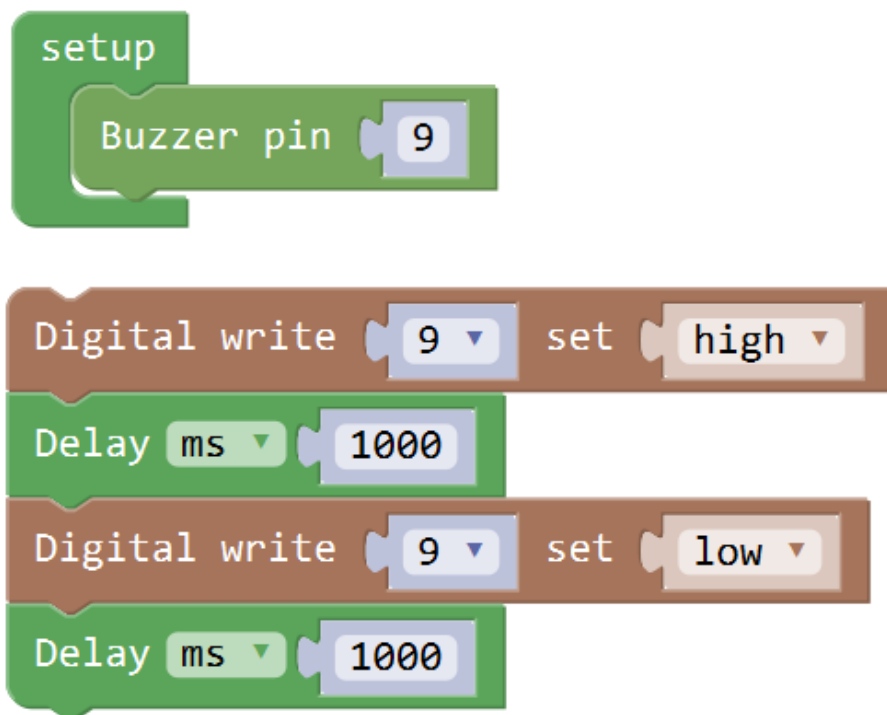 setup
Buzzer pin 9
Digital write 9 set high
Delay ms 1000
Digital write 9 set low
Delay ms 1000